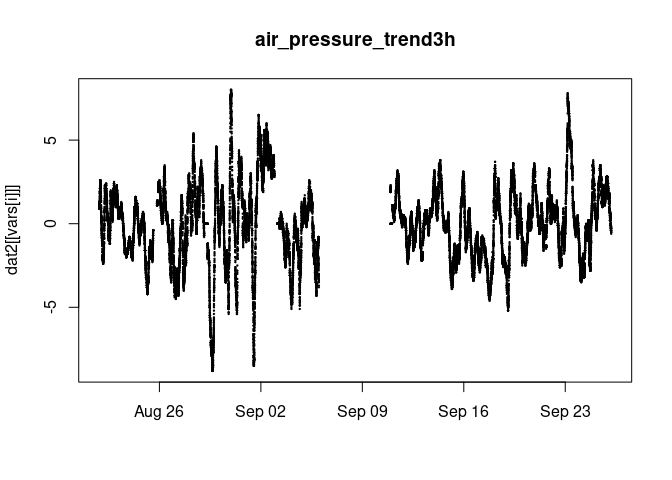 air_pressure_trend3h
dat2[[vars[i]]]
5
0
-5
Aug 26 Sep 02 Sep 09 Sep 16 Sep 23